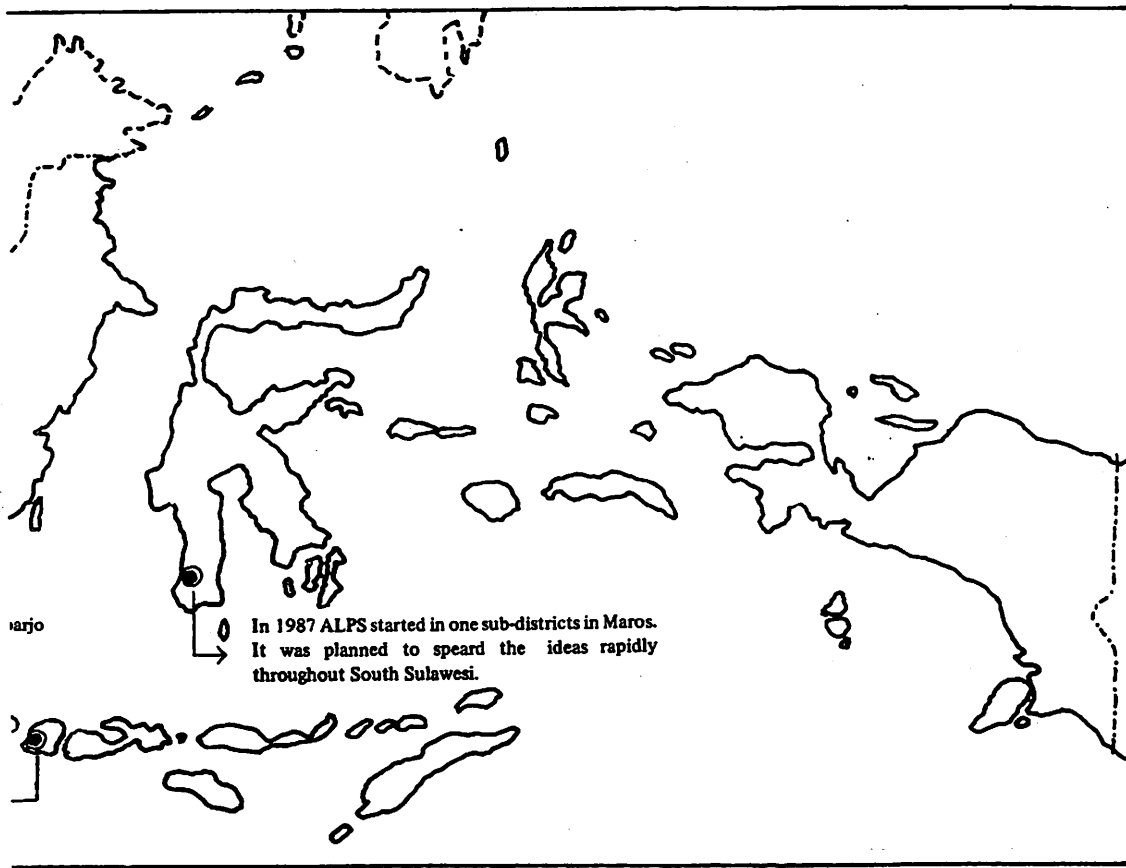 arjo
In 1987 ALPS started in one sub-districts in Maros.
It was planned to speard the ideas rapidly
throughout South Sulawesi.